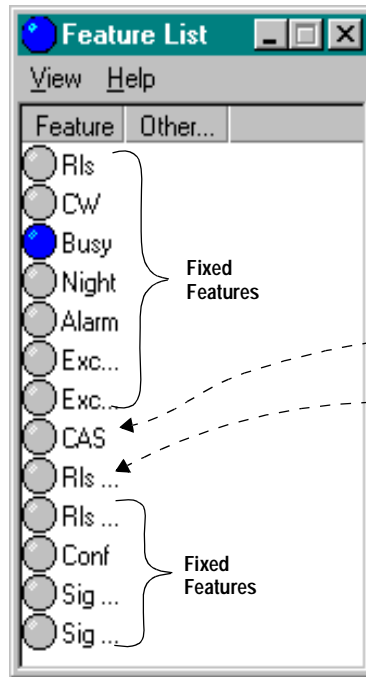 Feature List
View Help
Feature Other...
Rls
CW
Busy
Night
Alarm
Exc...
Exc...
CAS
Rls ...
Rls ...
Conf
Sig ...
Sig ...
Fixed
Features
Fixed
Features